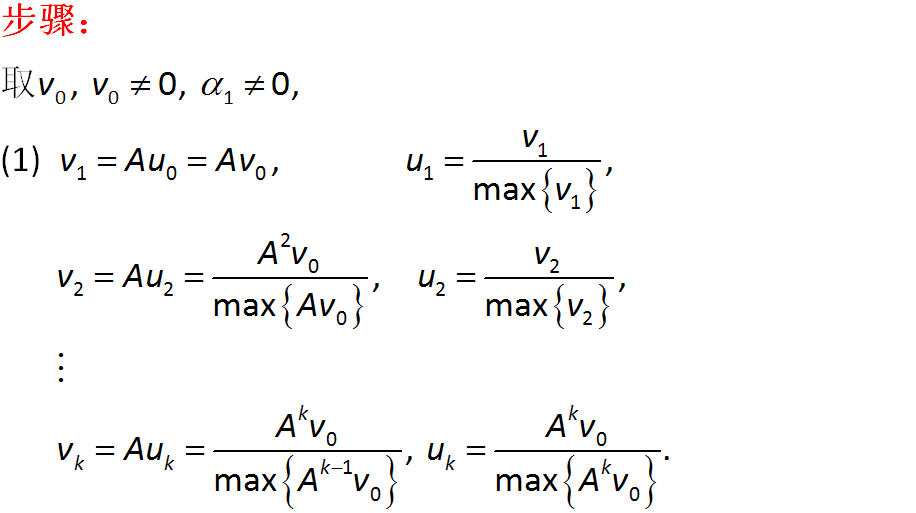 步骤：
取v₀, v₀ ≠ 0, α₁ ≠ 0,
(1) v₁ = Au₀ = Av₀, u₁ = v₁ / max{v₁},
v₂ = Au₂ = A²v₀ / max{Av₀}, u₂ = v₂ / max{v₂},
⋮
vₖ = Auₖ = Aᵏv₀ / max{Aᵏ⁻¹v₀}, uₖ = Aᵏv₀ / max{Aᵏv₀}.